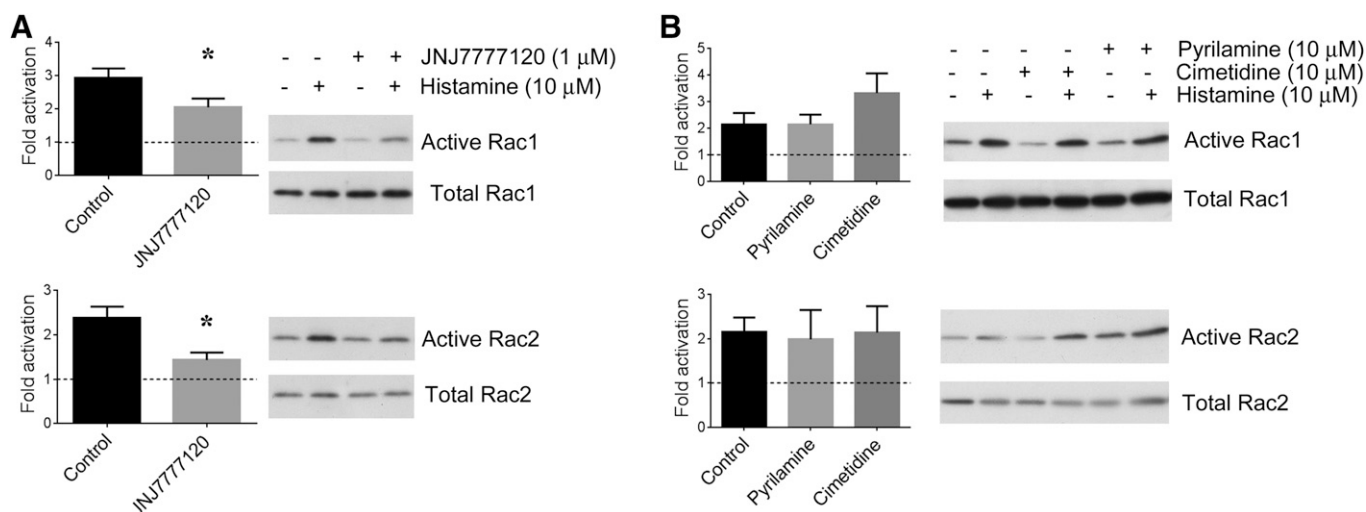 A
Fold activation
4
3
2
1
0
Control
JNJ7777120
*
- - + + JNJ7777120 (1 μM)
- + - + Histamine (10 μM)
Active Rac1
Total Rac1
Fold activation
3
2
1
0
Control
JNJ7777120
*
Active Rac2
Total Rac2
B
Fold activation
5
4
3
2
1
0
Control
Pyrilamine
Cimetidine
- - - - + + Pyrilamine (10 μM)
- - + + - - Cimetidine (10 μM)
- + - + - + Histamine (10 μM)
Active Rac1
Total Rac1
Fold activation
3
2
1
0
Control
Pyrilamine
Cimetidine
Active Rac2
Total Rac2